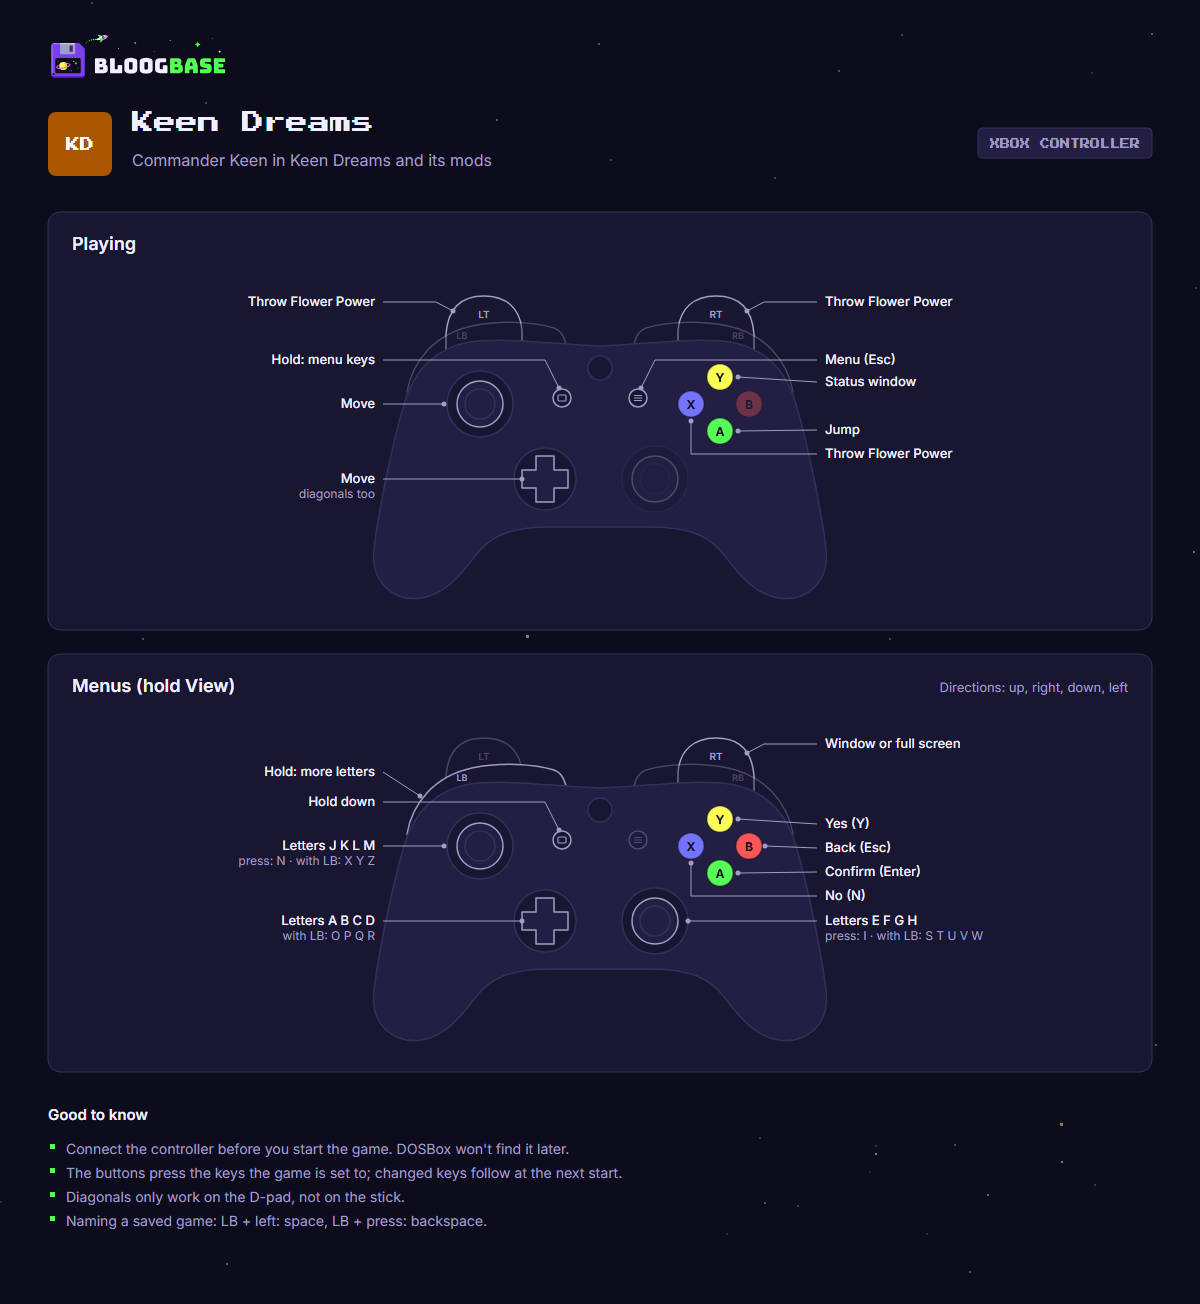 BLOOGBASE
KD
Keen Dreams
Commander Keen in Keen Dreams and its mods
XBOX CONTROLLER
Playing
Throw Flower Power
LT
RT
Throw Flower Power
LB
RB
Hold: menu keys
Menu (Esc)
Y
Status window
Move
X
B
A
Jump
Throw Flower Power
Move
diagonals too
Menus (hold View)
Directions: up, right, down, left
Window or full screen
LT
RT
Hold: more letters
LB
RB
Hold down
Y
Yes (Y)
Letters J K L M
press: N · with LB: X Y Z
X
B
Back (Esc)
A
Confirm (Enter)
No (N)
Letters A B C D
with LB: O P Q R
Letters E F G H
press: I · with LB: S T U V W
Good to know
Connect the controller before you start the game. DOSBox won't find it later.
The buttons press the keys the game is set to; changed keys follow at the next start.
Diagonals only work on the D-pad, not on the stick.
Naming a saved game: LB + left: space, LB + press: backspace.